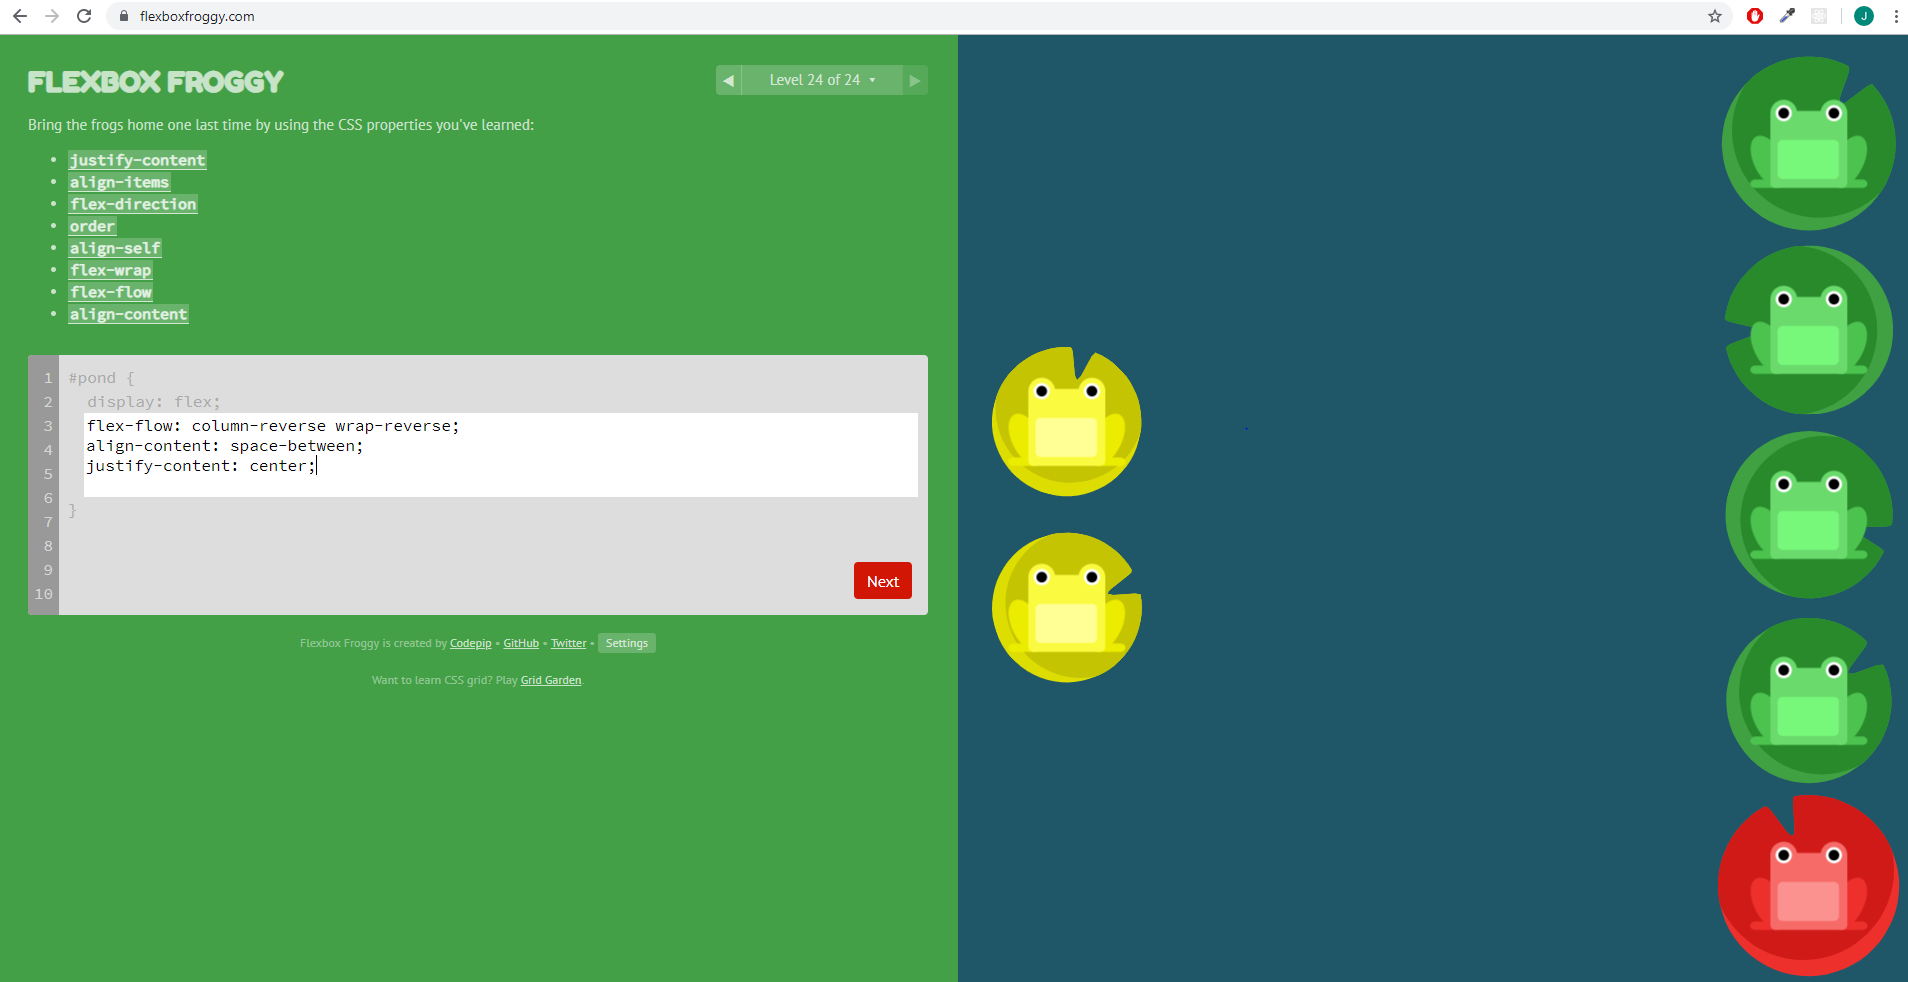 flexboxfroggy.com
J
FLEXBOX FROGGY
◀ Level 24 of 24 ▾ ▶
Bring the frogs home one last time by using the CSS properties you've learned:
• justify-content
• align-items
• flex-direction
• order
• align-self
• flex-wrap
• flex-flow
• align-content
1 #pond {
2 display: flex;
3 flex-flow: column-reverse wrap-reverse;
4 align-content: space-between;
5 justify-content: center;
6
7 }
8
9
10
Next
Flexbox Froggy is created by Codepip • GitHub • Twitter • Settings
Want to learn CSS grid? Play Grid Garden.